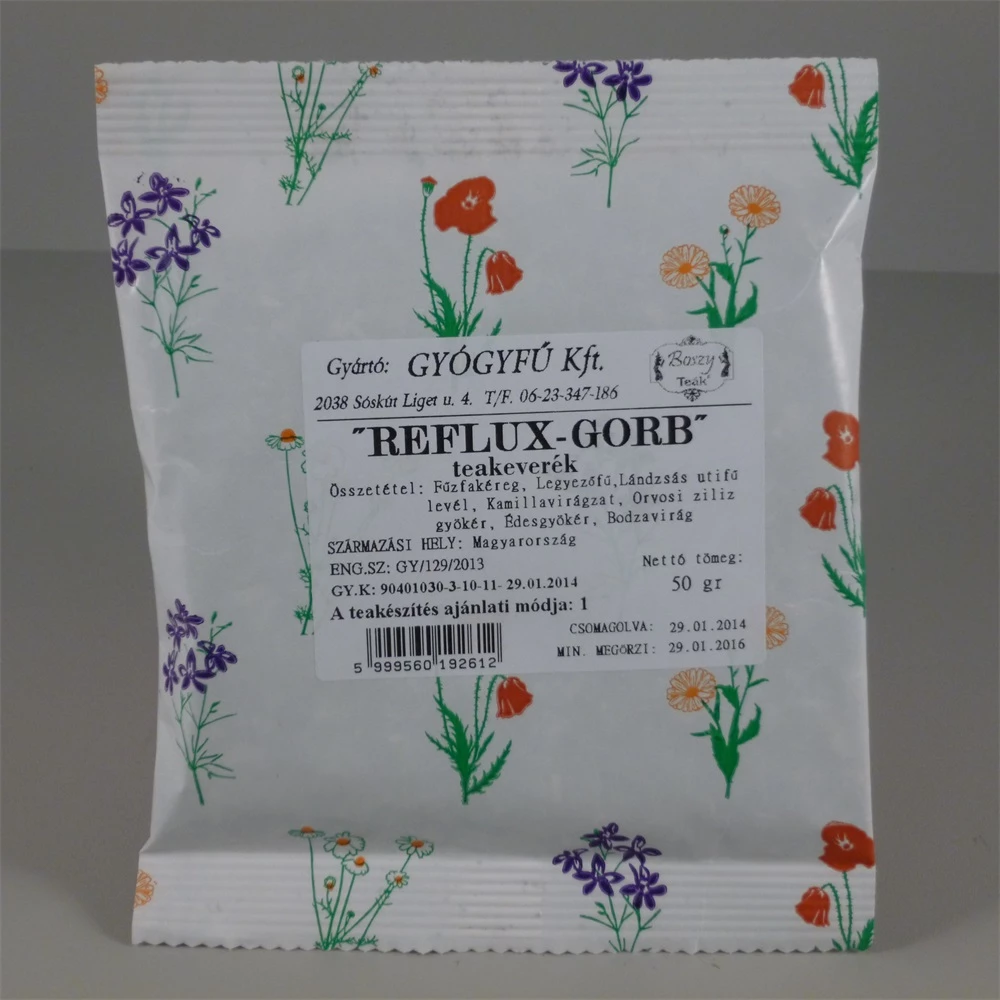 Gyártó: GYÓGYFŰ Kft.
Boszy
Teák
2038 Sóskút Liget u. 4. T/F. 06-23-347-186
"REFLUX-GORB"
teakeverék
Összetétel: Fűzfakéreg, Legyezőfű,Lándzsás utifű
levél, Kamillavirágzat, Orvosi ziliz
gyökér, Édesgyökér, Bodzavirág
SZÁRMAZÁSI HELY: Magyarország
ENG.SZ: GY/129/2013
GY.K: 90401030-3-10-11- 29.01.2014
Nettó tömeg:
50 gr
A teakészítés ajánlati módja: 1
CSOMAGOLVA: 29.01.2014
MIN. MEGŐRZI: 29.01.2016
5 999560 192612